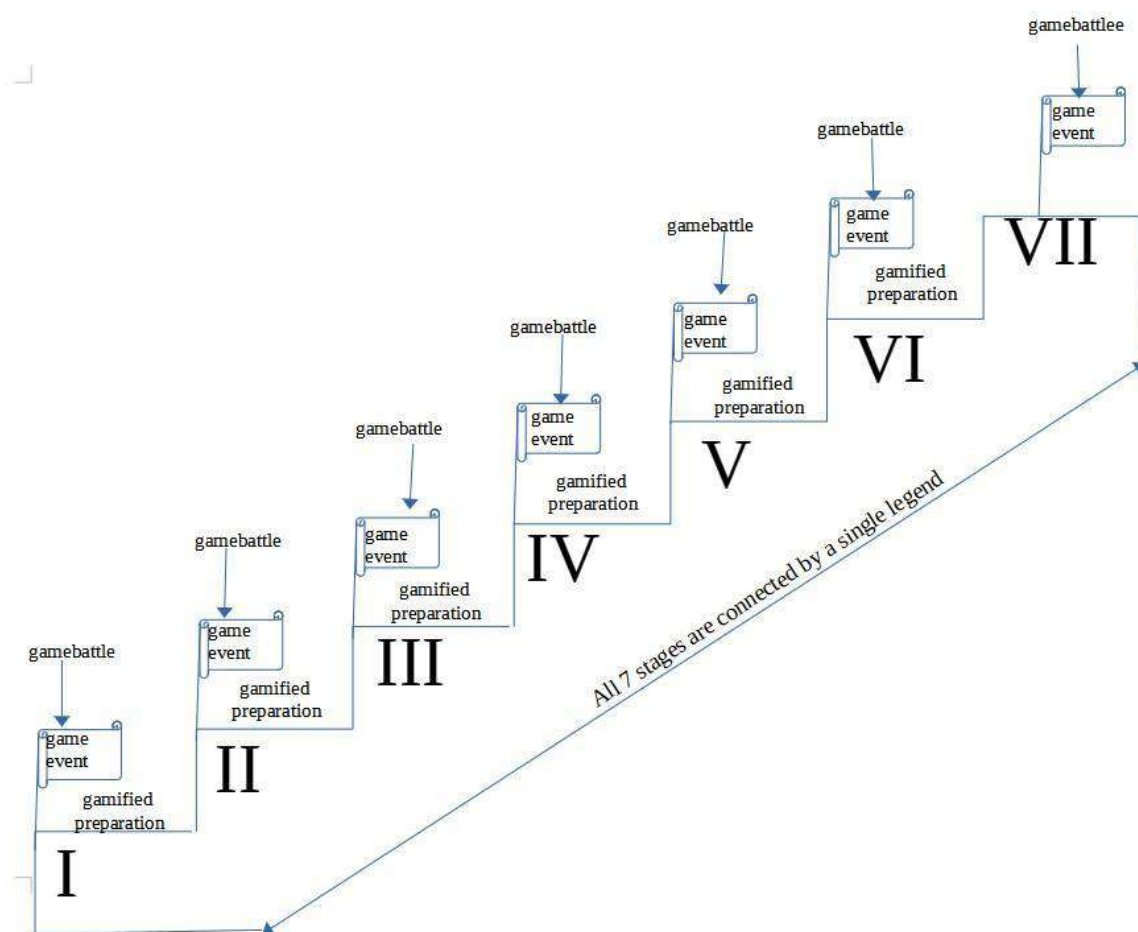 gamebattlee
game
event
VII
gamebattle
game
event
gamified
preparation
VI
gamebattle
game
event
gamified
preparation
V
gamebattle
game
event
gamified
preparation
IV
gamebattle
game
event
gamified
preparation
III
gamebattle
game
event
gamified
preparation
II
gamebattle
game
event
gamified
preparation
I
All 7 stages are connected by a single legend